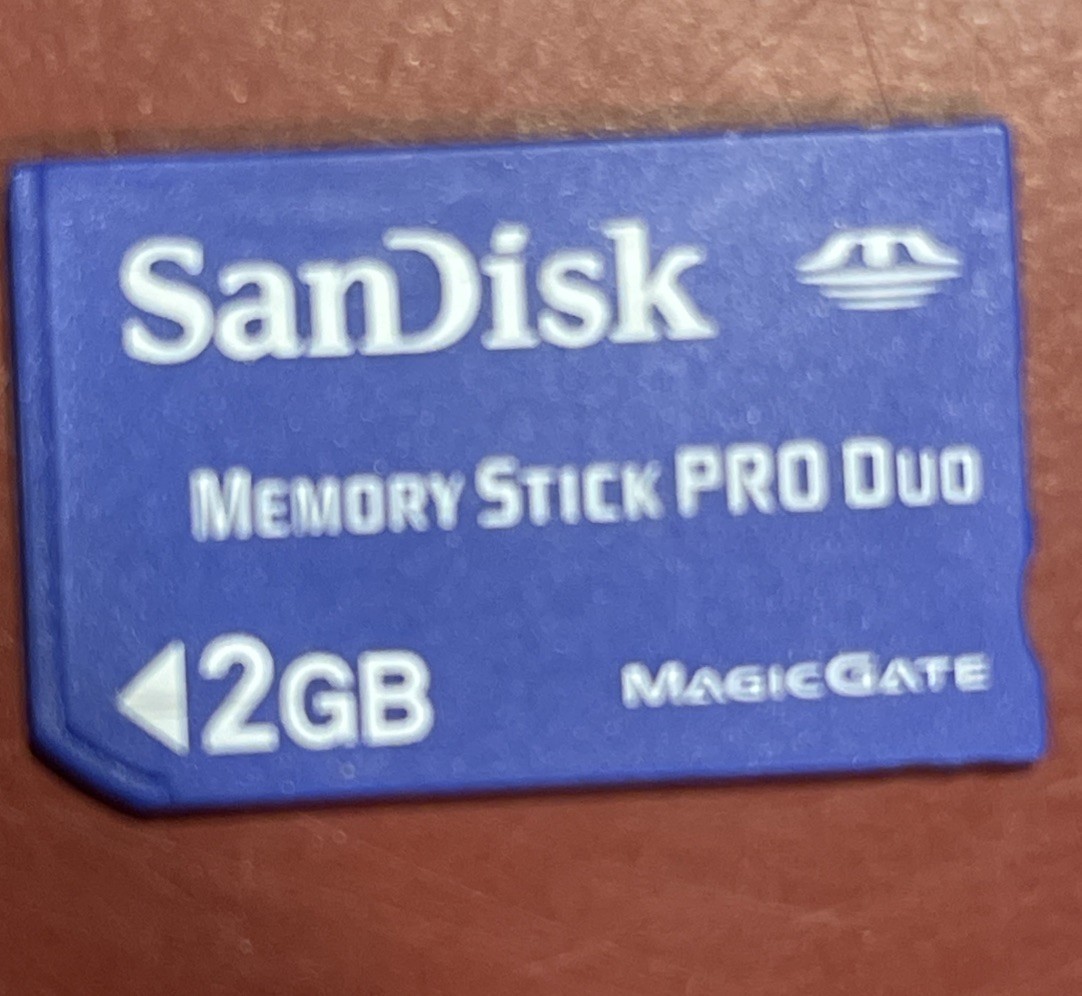 SanDisk
MEMORY STICK PRO DUO
2GB MAGICGATE